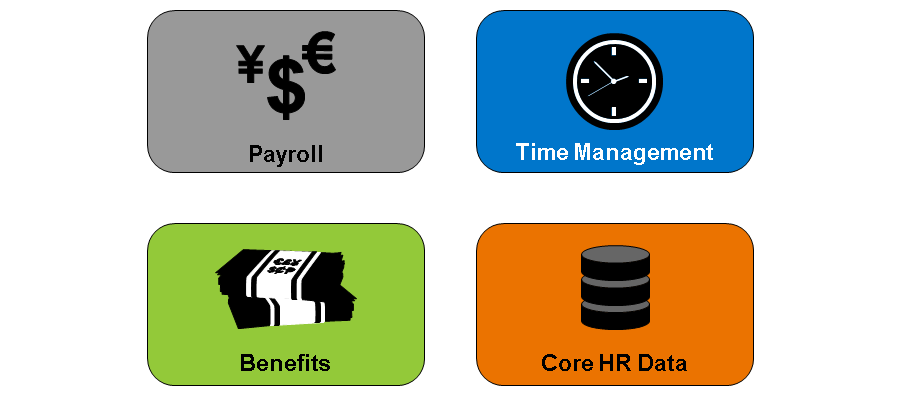 ¥$€
Payroll
Time Management
Benefits
Core HR Data